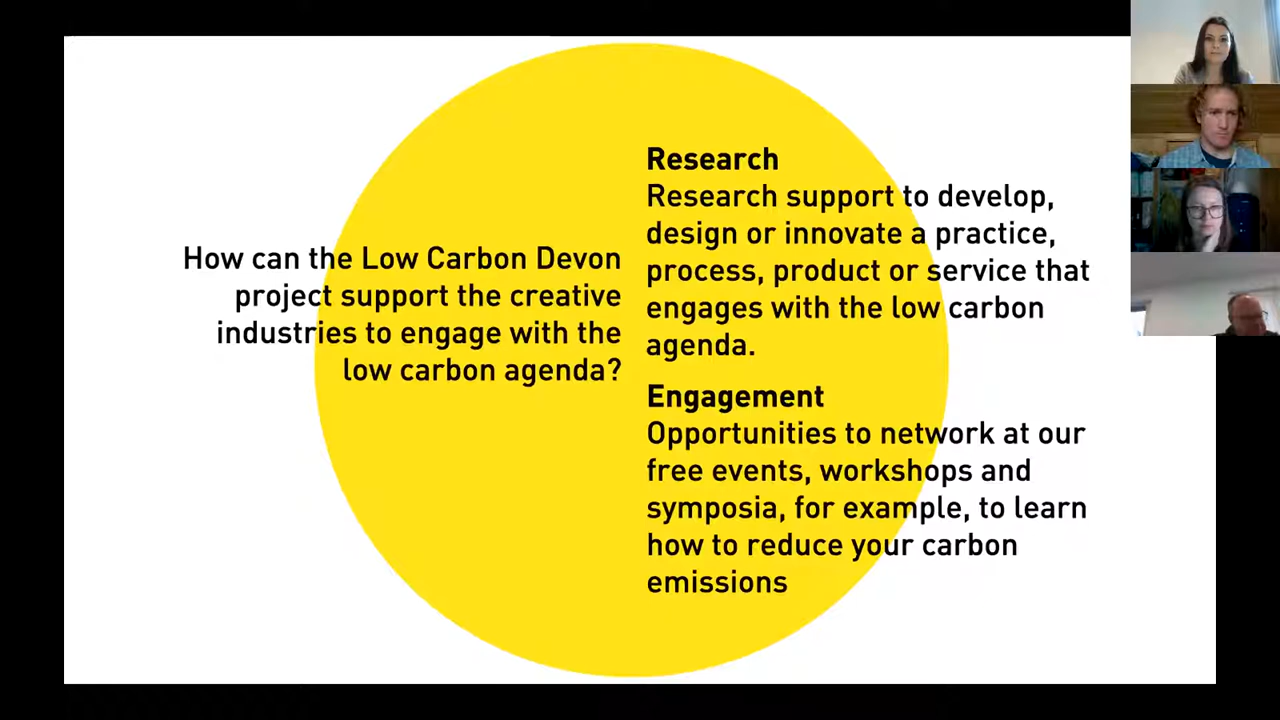 How can the Low Carbon Devon
project support the creative
industries to engage with the
low carbon agenda?
Research
Research support to develop,
design or innovate a practice,
process, product or service that
engages with the low carbon
agenda.
Engagement
Opportunities to network at our
free events, workshops and
symposia, for example, to learn
how to reduce your carbon
emissions